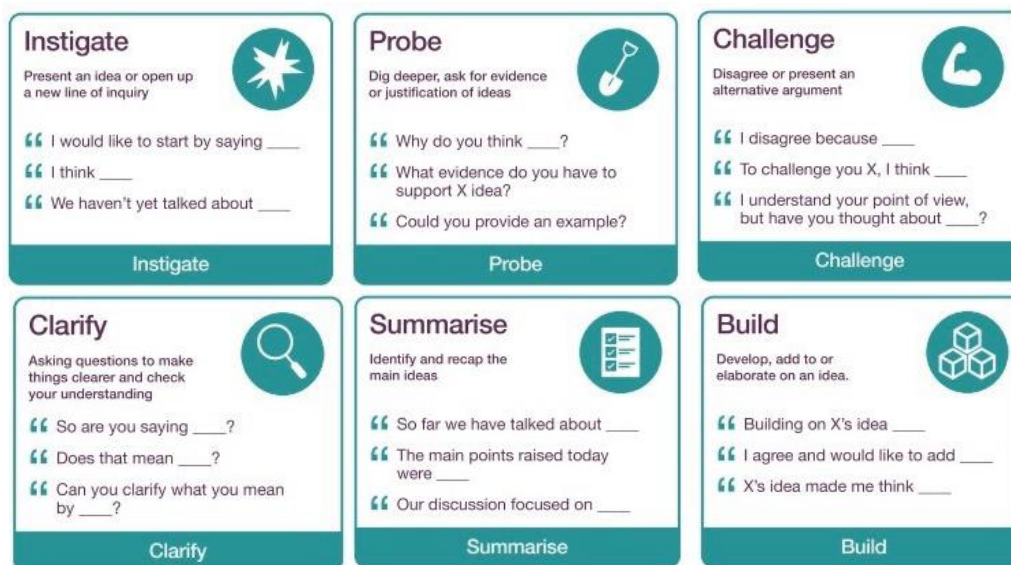 Instigate
Present an idea or open up
a new line of inquiry
“ I would like to start by saying ____
“ I think ____
“ We haven’t yet talked about ____
Instigate
Probe
Dig deeper, ask for evidence
or justification of ideas
“ Why do you think ____?
“ What evidence do you have to
support X idea?
“ Could you provide an example?
Probe
Challenge
Disagree or present an
alternative argument
“ I disagree because ____
“ To challenge you X, I think ____
“ I understand your point of view,
but have you thought about ____?
Challenge
Clarify
Asking questions to make
things clearer and check
your understanding
“ So are you saying ____?
“ Does that mean ____?
“ Can you clarify what you mean
by ____?
Clarify
Summarise
Identify and recap the
main ideas
“ So far we have talked about ____
“ The main points raised today
were ____
“ Our discussion focused on ____
Summarise
Build
Develop, add to or
elaborate on an idea.
“ Building on X’s idea ____
“ I agree and would like to add ____
“ X’s idea made me think ____
Build